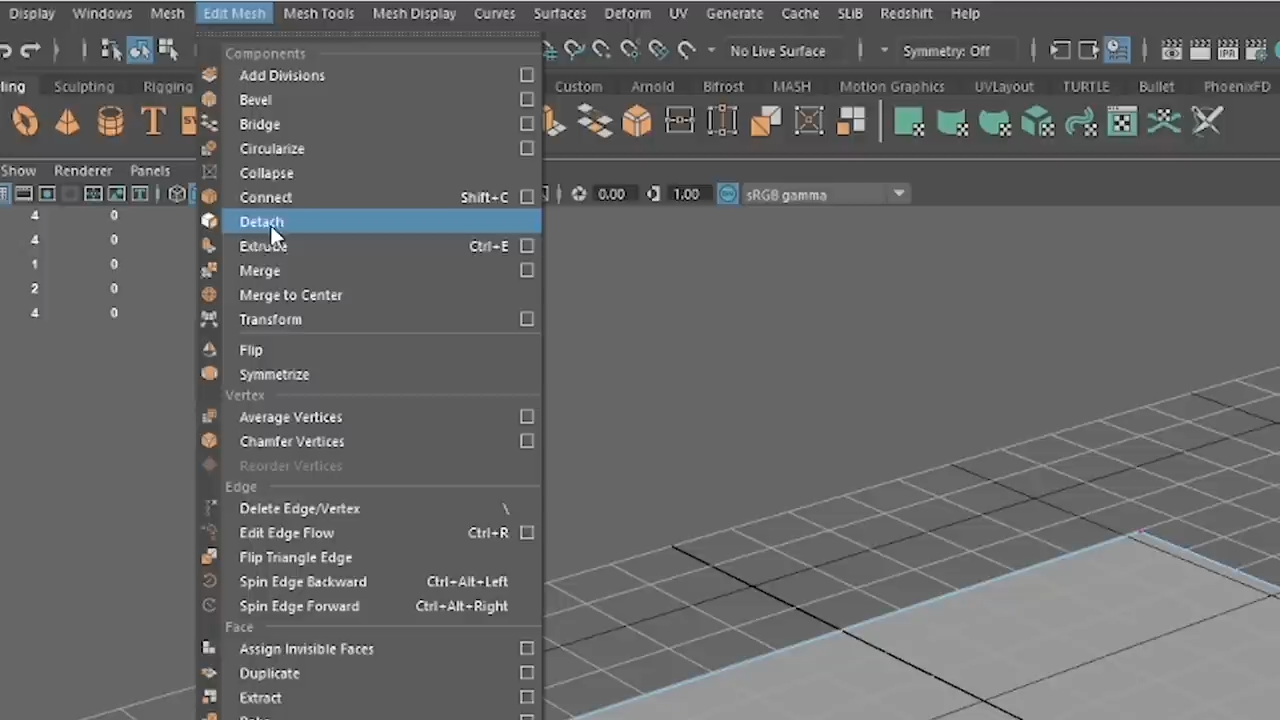 Display Windows Mesh Edit Mesh Mesh Tools Mesh Display Curves Surfaces Deform UV Generate Cache SLiB Redshift Help
No Live Surface Symmetry: Off
ling Sculpting Rigging Custom Arnold Bifrost MASH Motion Graphics UVLayout TURTLE Bullet PhoenixFD
T IPR
Show Renderer Panels
0.00 1.00 sRGB gamma
4 0
4 0
1 0
2 0
4 0
Components
Add Divisions
Bevel
Bridge
Circularize
Collapse
Connect Shift+C
Detach
Extrude Ctrl+E
Merge
Merge to Center
Transform
Flip
Symmetrize
Vertex
Average Vertices
Chamfer Vertices
Reorder Vertices
Edge
Delete Edge/Vertex \
Edit Edge Flow Ctrl+R
Flip Triangle Edge
Spin Edge Backward Ctrl+Alt+Left
Spin Edge Forward Ctrl+Alt+Right
Face
Assign Invisible Faces
Duplicate
Extract